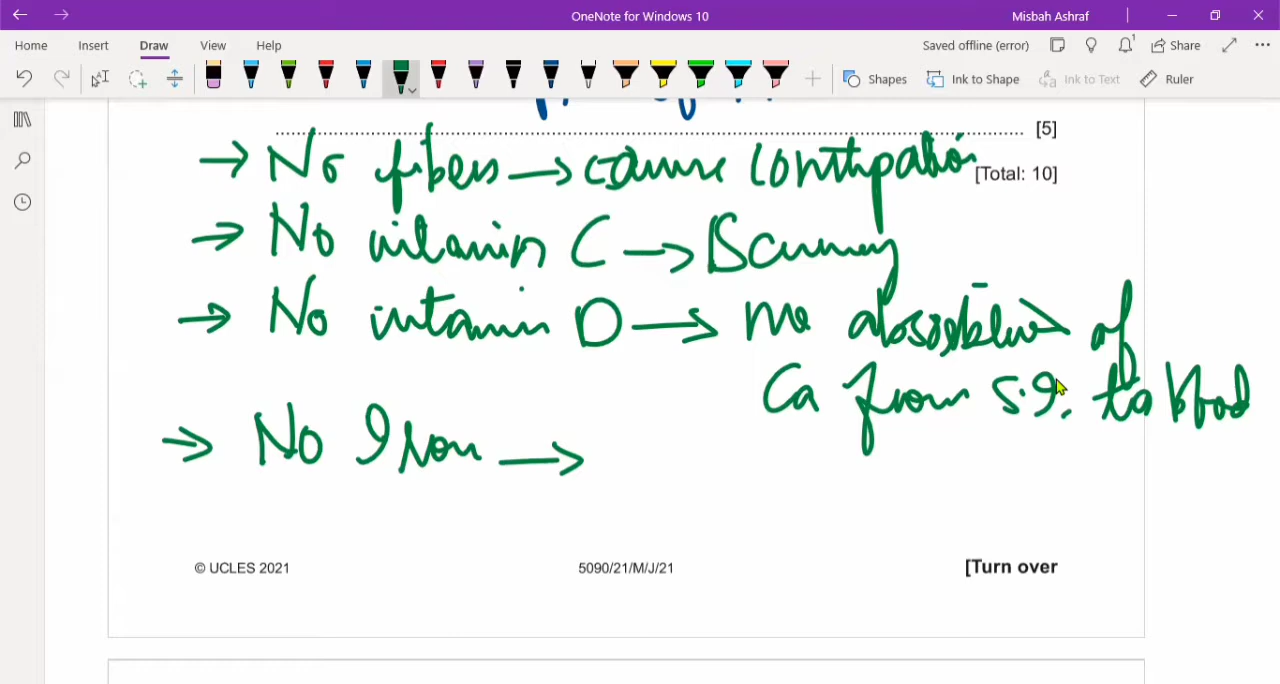 OneNote for Windows 10
Misbah Ashraf
Home Insert Draw View Help
Saved offline (error) Share
Shapes Ink to Shape Ink to Text Ruler
[5]
→ No fibers → cause constipation
[Total: 10]
→ No vitamin C → Scurvey
→ No vitamin D → no absorption of
Ca from S.I. to blood
→ No Iron →
© UCLES 2021 5090/21/M/J/21 [Turn over